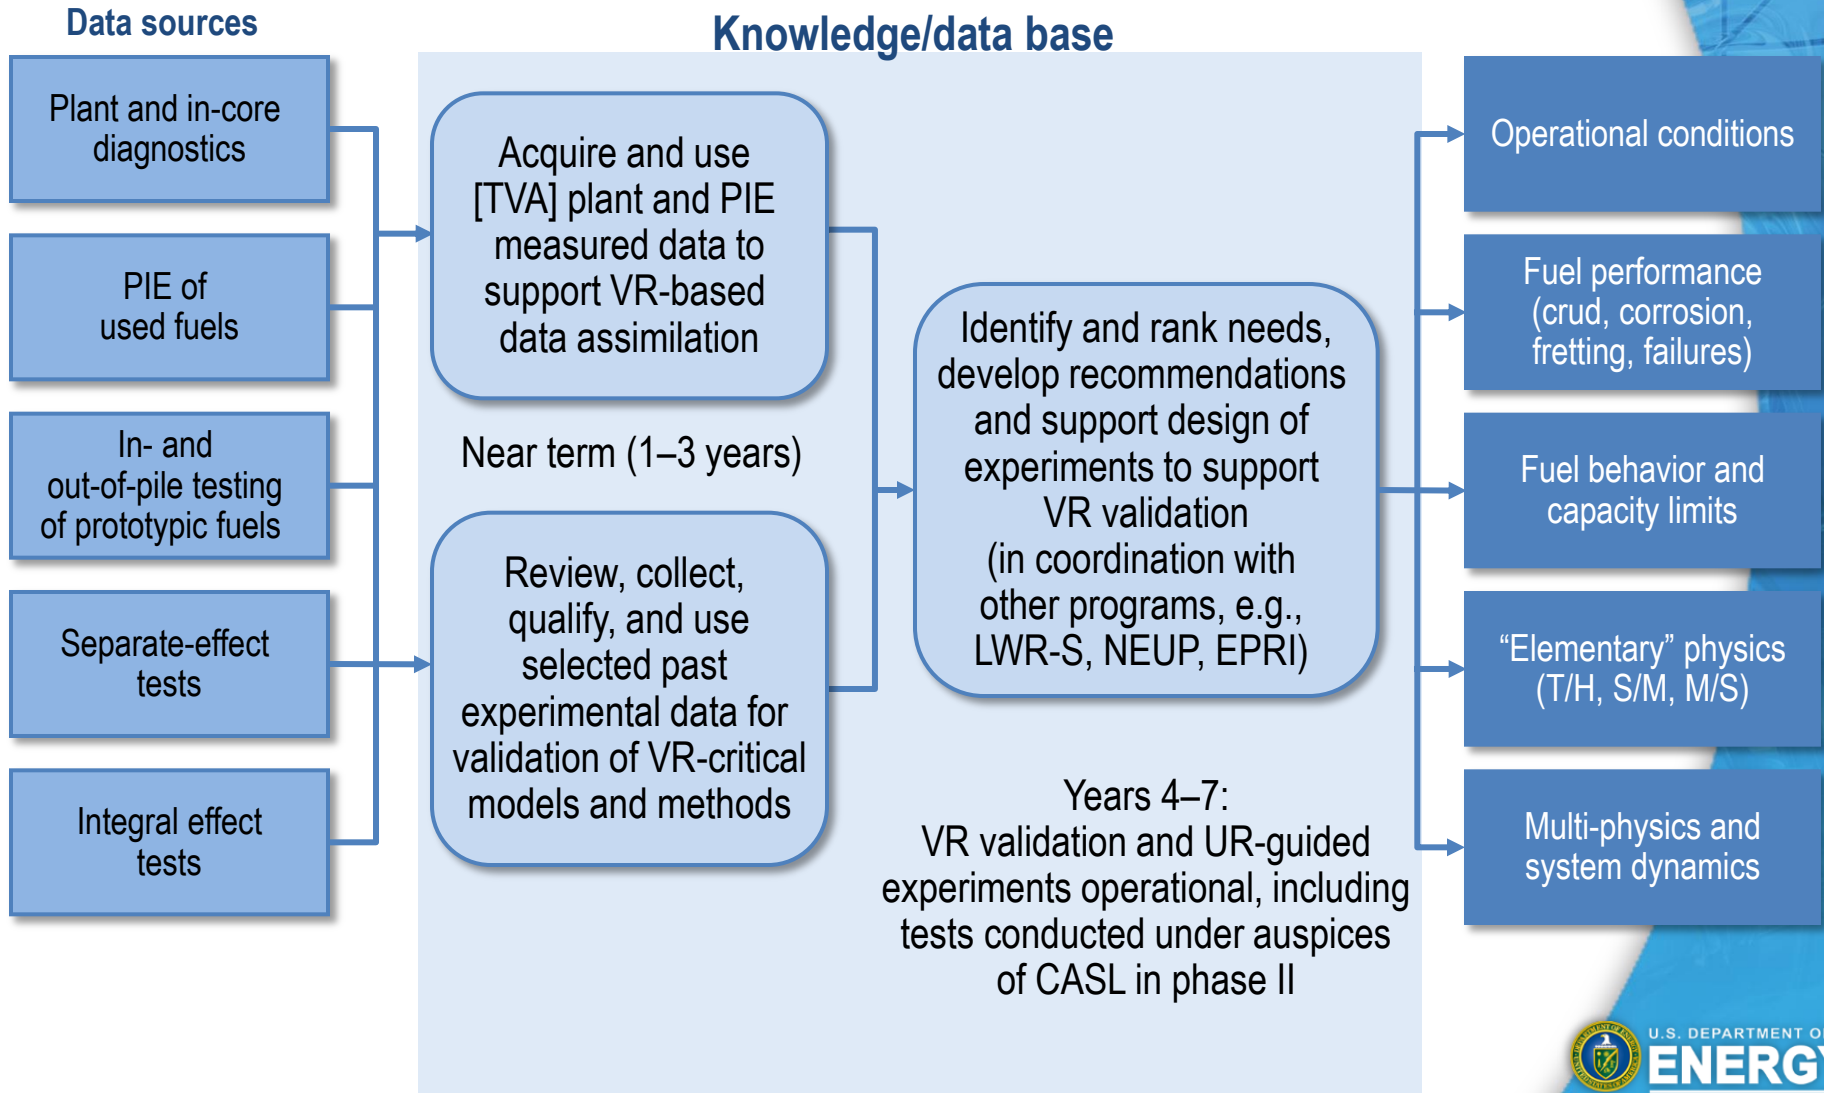 Data sources
Plant and in-core
diagnostics
PIE of
used fuels
In- and
out-of-pile testing
of prototypic fuels
Separate-effect
tests
Integral effect
tests
Knowledge/data base
Acquire and use
[TVA] plant and PIE
measured data to
support VR-based
data assimilation
Near term (1–3 years)
Review, collect,
qualify, and use
selected past
experimental data for
validation of VR-critical
models and methods
Identify and rank needs,
develop recommendations
and support design of
experiments to support
VR validation
(in coordination with
other programs, e.g.,
LWR-S, NEUP, EPRI)
Years 4–7:
VR validation and UR-guided
experiments operational, including
tests conducted under auspices
of CASL in phase II
Operational conditions
Fuel performance
(crud, corrosion,
fretting, failures)
Fuel behavior and
capacity limits
“Elementary” physics
(T/H, S/M, M/S)
Multi-physics and
system dynamics
U.S. DEPARTMENT OF
ENERGY